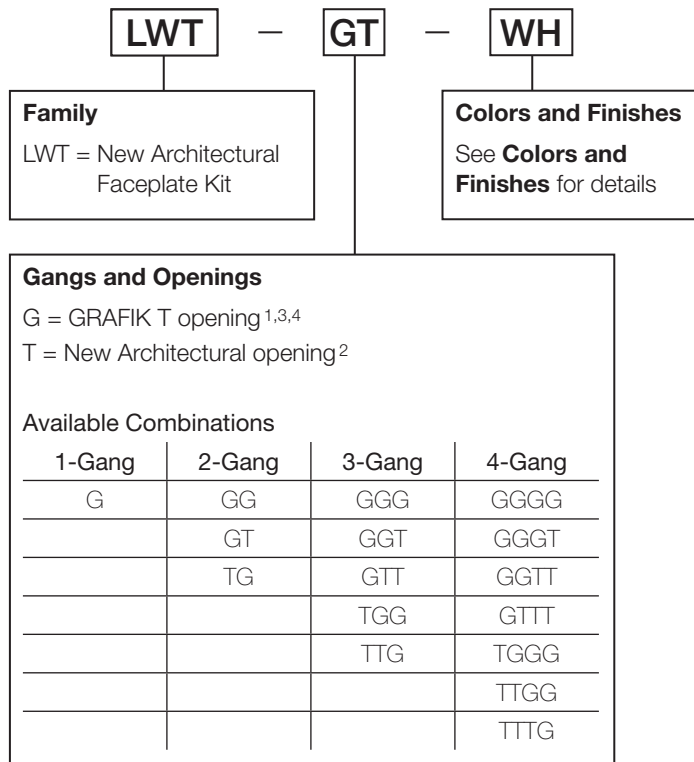 LWT – GT – WH
Family
LWT = New Architectural
Faceplate Kit
Colors and Finishes
See Colors and
Finishes for details
Gangs and Openings
G = GRAFIK T opening 1,3,4
T = New Architectural opening 2
Available Combinations
1-Gang 2-Gang 3-Gang 4-Gang
G GG GGG GGGG
GT GGT GGGT
TG GTT GGTT
TGG GTTT
TTG TGGG
TTGG
TTTG